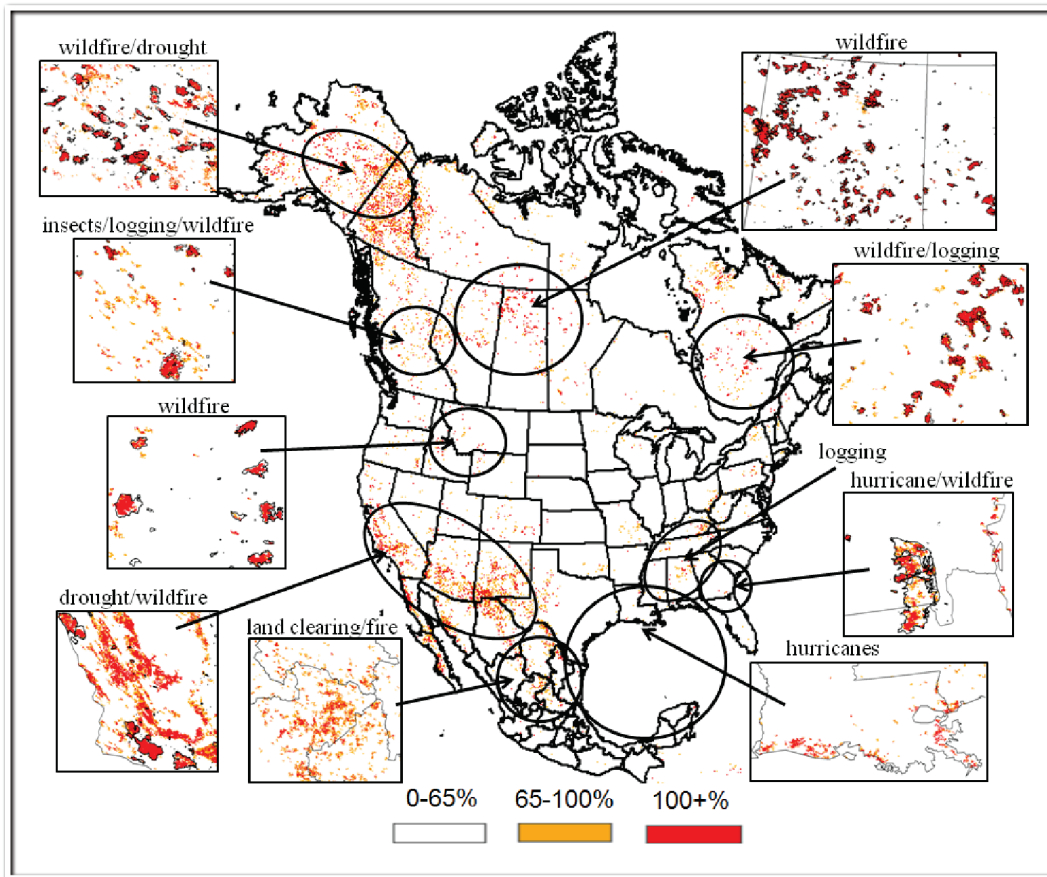 wildfire/drought
wildfire
insects/logging/wildfire
wildfire/logging
wildfire
logging
hurricane/wildfire
drought/wildfire
land clearing/fire
hurricanes
0-65% 65-100% 100+%